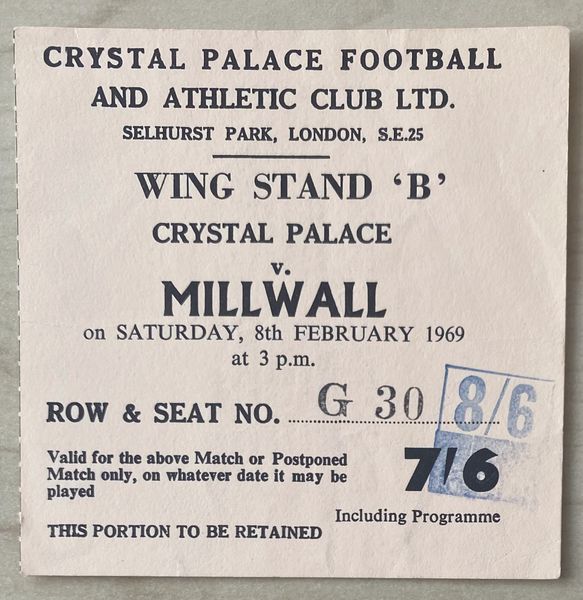 CRYSTAL PALACE FOOTBALL
AND ATHLETIC CLUB LTD.
SELHURST PARK, LONDON, S.E.25
WING STAND 'B'
CRYSTAL PALACE
v.
MILLWALL
on SATURDAY, 8th FEBRUARY 1969
at 3 p.m.
ROW & SEAT NO. G 30 8/6
Valid for the above Match or Postponed
Match only, on whatever date it may be
played
7/6
Including Programme
THIS PORTION TO BE RETAINED